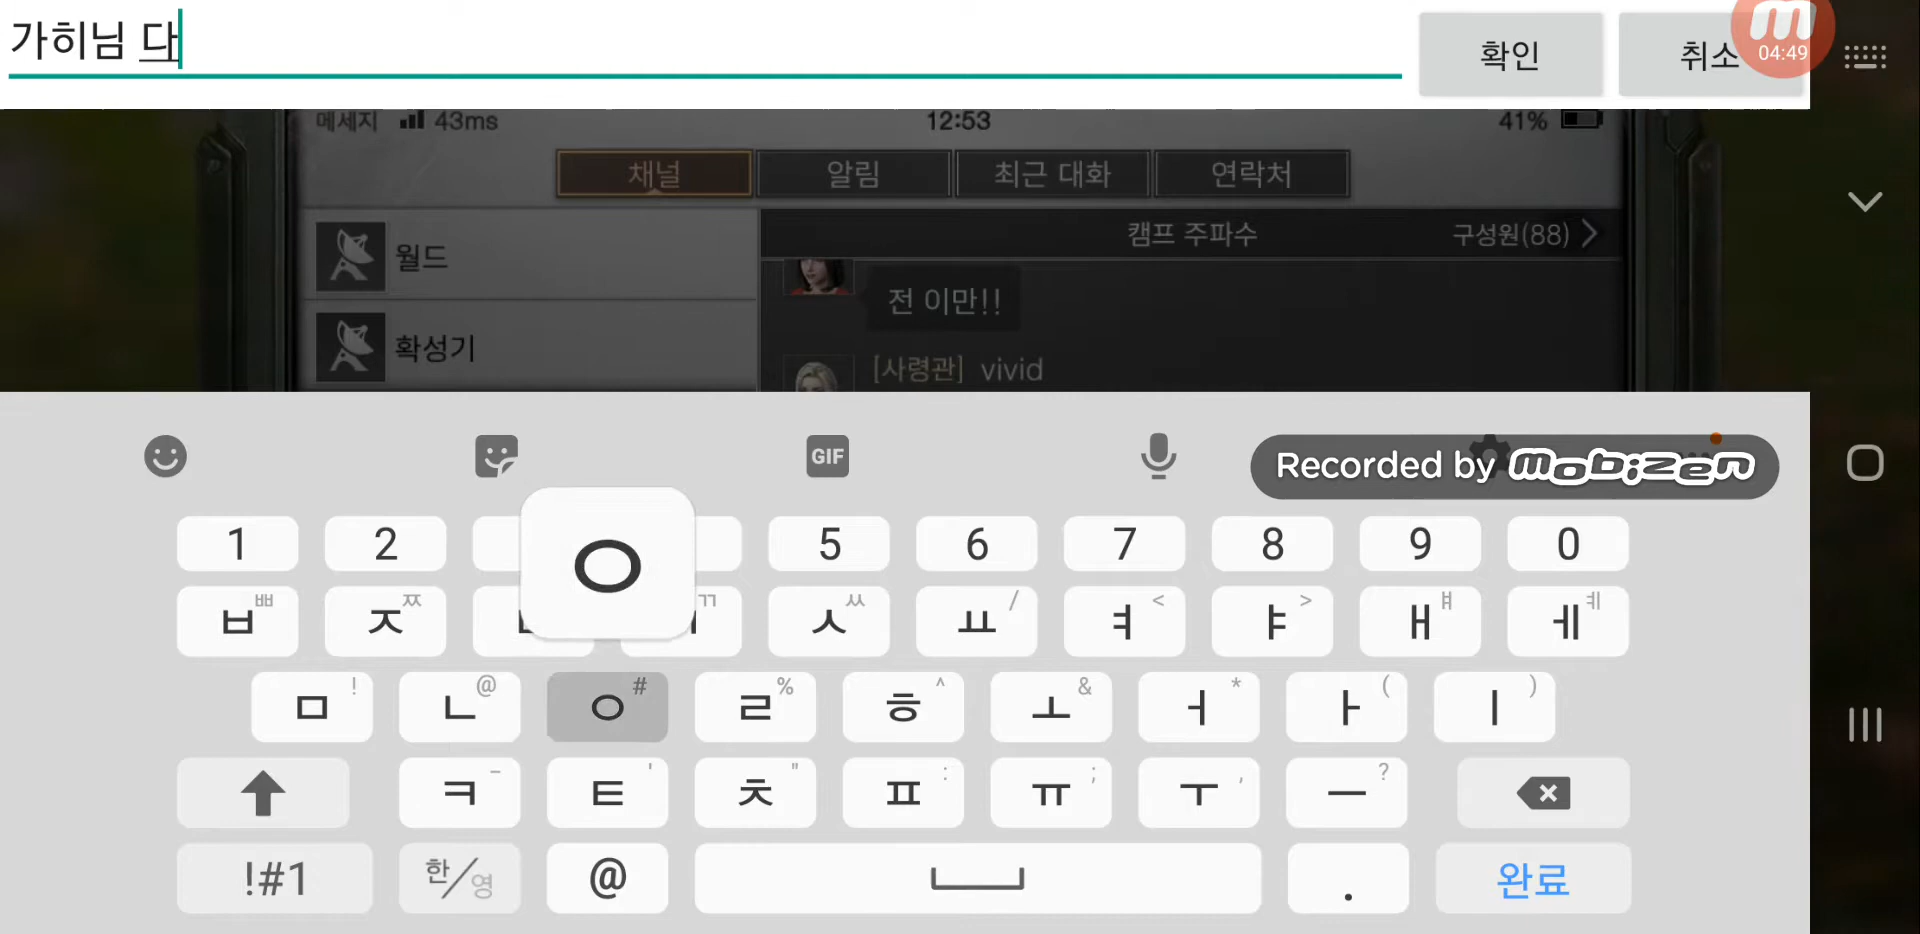 가히님 다
확인
취소
04:49
메세지 43ms
12:53
41%
채널
알림
최근 대화
연락처
월드
확성기
캠프 주파수
구성원(88)
전 이만!!
[사령관] vivid
GIF
Recorded by mobizen
1 2 5 6 7 8 9 0
ㅇ
ㅂ ㅃ ㅈ ㅉ ㄲ ㅅ ㅆ ㅛ / ㅕ < ㅑ > ㅐ ㅒ ㅔ ㅖ
ㅁ ! ㄴ @ ㅇ # ㄹ % ㅎ ^ ㅗ & ㅓ * ㅏ ( ㅣ )
ㅋ - ㅌ ' ㅊ " ㅍ : ㅠ ; ㅜ , ㅡ ?
!#1 한/영 @ . 완료